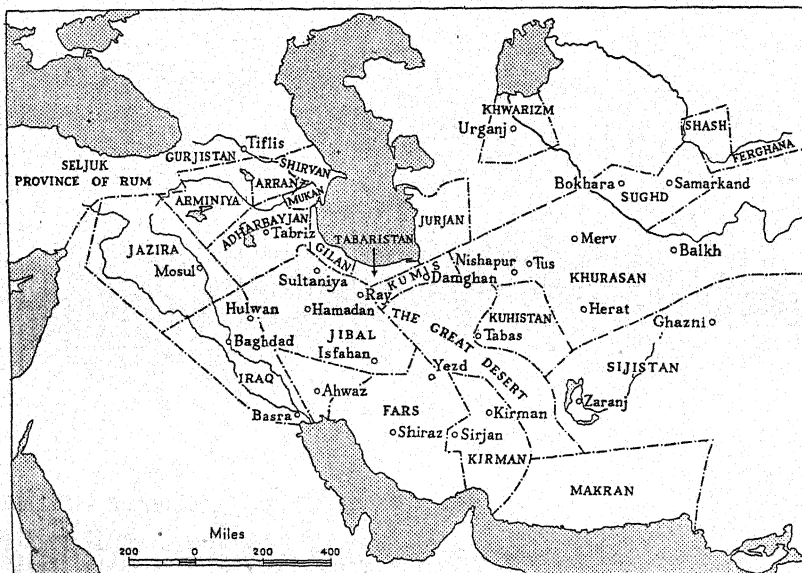 KHWARIZM
Urganj
SHASH
FERGHANA
Tiflis
GURJISTAN
SHIRVAN
SELJUK
PROVINCE OF RUM
ARRAN
MUKAN
ARMINIYA
ADHARBAYJAN
Tabriz
Bokhara
Samarkand
SUGHD
JURJAN
JAZIRA
Mosul
GILAN
TABARISTAN
KUMIS
Merv
Balkh
Sultaniya
Ray
Damghan
Nishapur
Tus
KHURASAN
Hulwan
Hamadan
KUHISTAN
Herat
Ghazni
Baghdad
JIBAL
Isfahan
THE GREAT DESERT
Tabas
SIJISTAN
IRAQ
Ahwaz
Yezd
Zaranj
Basra
FARS
Kirman
Shiraz
Sirjan
KIRMAN
MAKRAN
Miles
200 0 200 400